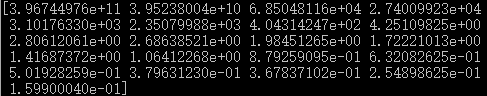 [3.96744976e+11 3.95238004e+10 6.85048116e+04 2.74009923e+04
3.10176330e+03 2.35079988e+03 4.04314247e+02 4.25109825e+00
2.80612061e+00 2.68638521e+00 1.98451265e+00 1.72221013e+00
1.41687372e+00 1.06412268e+00 8.79259095e-01 6.32082625e-01
5.01928259e-01 3.79631230e-01 3.67837102e-01 2.54898625e-01
1.59900040e-01]